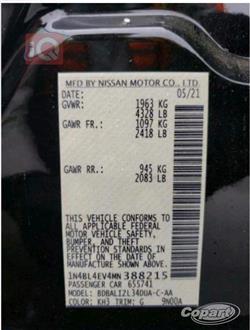 iQ
MFD BY NISSAN MOTOR CO., LTD.
DATE: 05/21
GVWR: 1963 KG
4328 LB
GAWR FR.: 1097 KG
2418 LB
GAWR RR.: 945 KG
2083 LB
THIS VEHICLE CONFORMS TO
ALL APPLICABLE FEDERAL
MOTOR VEHICLE SAFETY,
BUMPER, AND THEFT
PREVENTION STANDARDS
IN EFFECT ON THE DATE OF
MANUFACTURE SHOWN ABOVE.
1N4BL4EV4MN388215
PASSENGER CAR 655741
MODEL: BDBALIZL34DUA-C-AA
COLOR: KH3 TRIM: G 9N00A
Copart